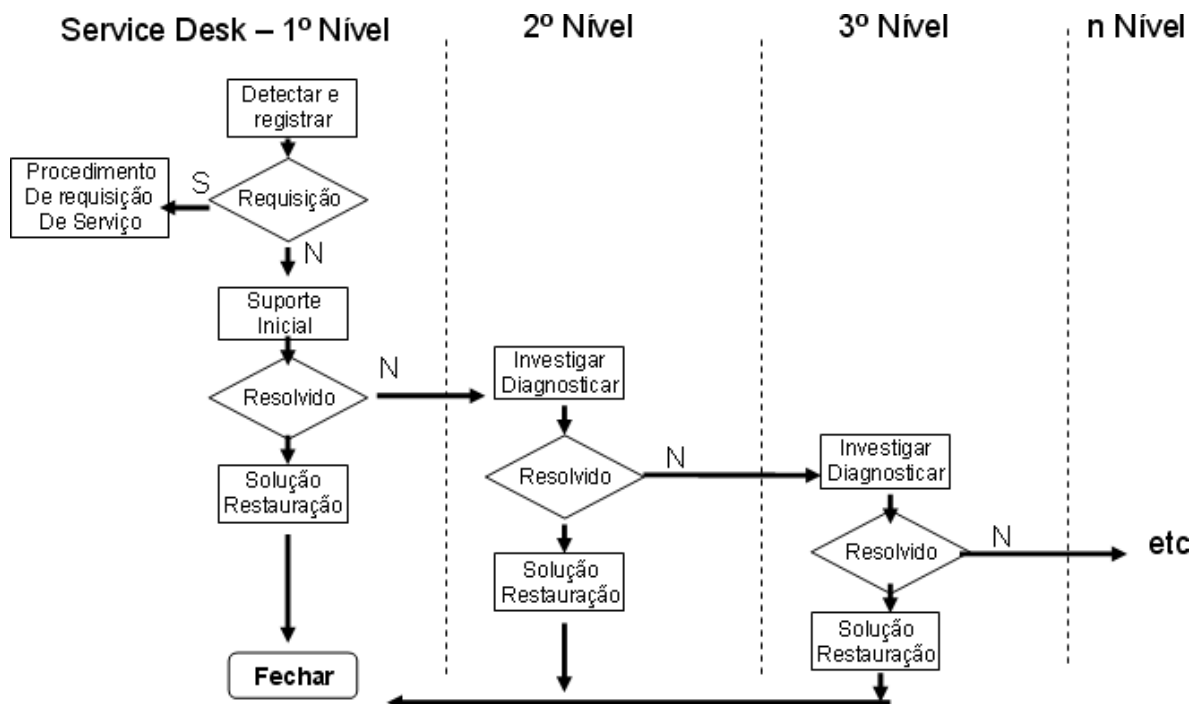 Service Desk – 1º Nível
2º Nível
3º Nível
n Nível
Detectar e
registrar
Procedimento
De requisição
De Serviço
S
Requisição
N
Suporte
Inicial
Resolvido
N
Solução
Restauração
Fechar
Investigar
Diagnosticar
Resolvido
N
Solução
Restauração
Investigar
Diagnosticar
Resolvido
N
Solução
Restauração
etc